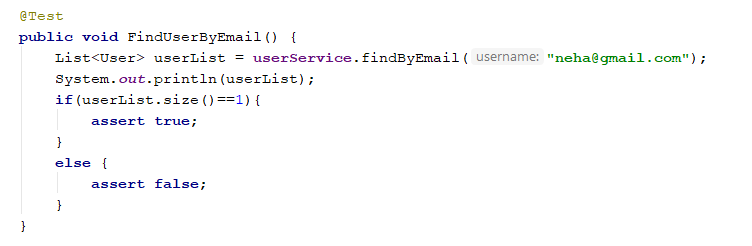 @Test
public void FindUserByEmail() {
    List<User> userList = userService.findByEmail( username: "neha@gmail.com");
    System.out.println(userList);
    if(userList.size()==1){
        assert true;
    }
    else {
        assert false;
    }
}